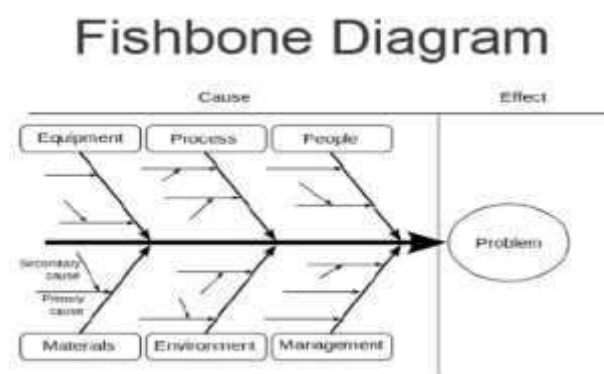 Fishbone Diagram
Cause
Effect
Equipment
Process
People
Problem
Secondary
cause
Primary
cause
Materials
Environment
Management